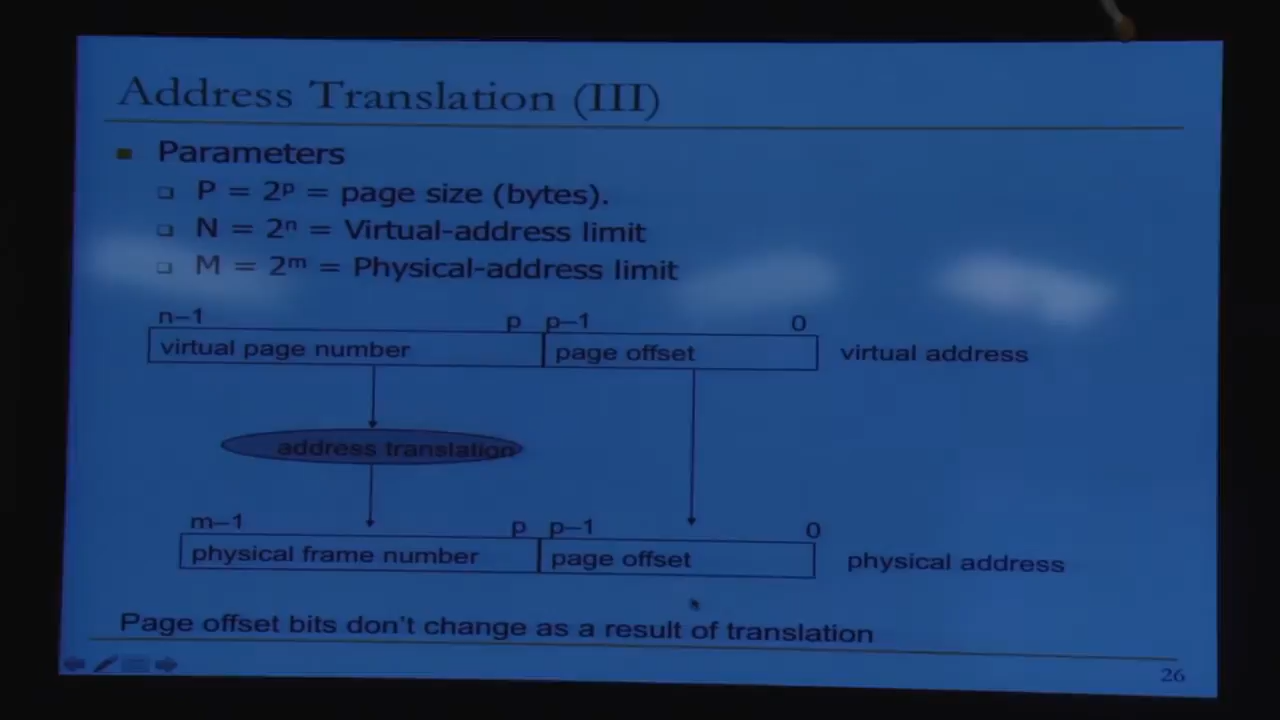 Address Translation (III)
Parameters
P = 2ᵖ = page size (bytes).
N = 2ⁿ = Virtual-address limit
M = 2ᵐ = Physical-address limit
n–1 p p–1 0
virtual page number page offset virtual address
address translation
m–1 p p–1 0
physical frame number page offset physical address
Page offset bits don't change as a result of translation
26